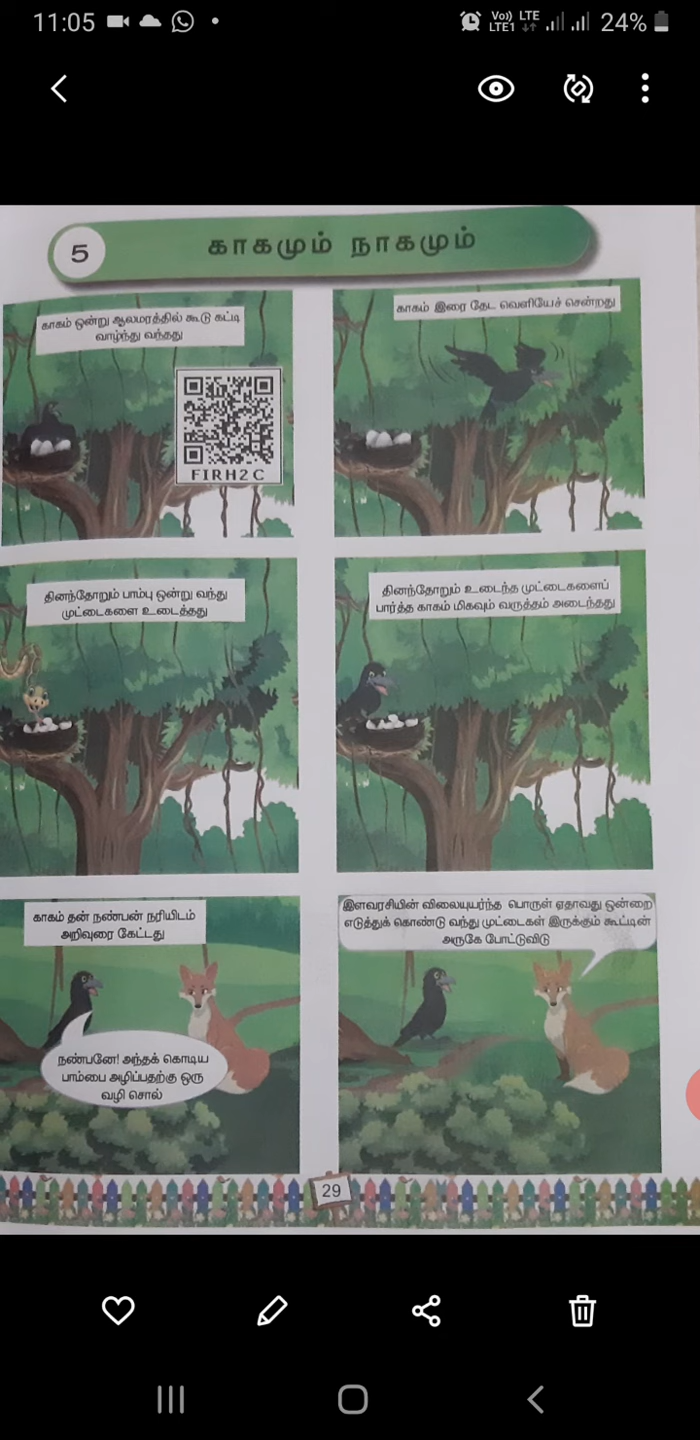 11:05
Vo) LTE
LTE1
24%
5
காகமும் நாகமும்
காகம் ஒன்று ஆலமரத்தில் கூடு கட்டி
வாழ்ந்து வந்தது
FIRH2C
காகம் இரை தேட வெளியேச் சென்றது
தினந்தோறும் பாம்பு ஒன்று வந்து
முட்டைகளை உடைத்தது
தினந்தோறும் உடைந்த முட்டைகளைப்
பார்த்த காகம் மிகவும் வருத்தம் அடைந்தது
காகம் தன் நண்பன் நரியிடம்
அறிவுரை கேட்டது
நண்பனே! அந்தக் கொடிய
பாம்பை அழிப்பதற்கு ஒரு
வழி சொல்
இளவரசியின் விலையுயர்ந்த பொருள் ஏதாவது ஒன்றை
எடுத்துக் கொண்டு வந்து முட்டைகள் இருக்கும் கூட்டின்
அருகே போட்டுவிடு
29